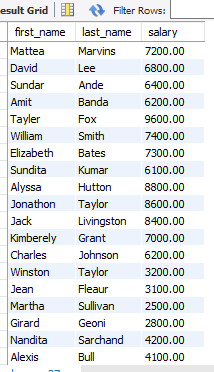 esult Grid Filter Rows:
first_name last_name salary
Mattea Marvins 7200.00
David Lee 6800.00
Sundar Ande 6400.00
Amit Banda 6200.00
Tayler Fox 9600.00
William Smith 7400.00
Elizabeth Bates 7300.00
Sundita Kumar 6100.00
Alyssa Hutton 8800.00
Jonathon Taylor 8600.00
Jack Livingston 8400.00
Kimberely Grant 7000.00
Charles Johnson 6200.00
Winston Taylor 3200.00
Jean Fleaur 3100.00
Martha Sullivan 2500.00
Girard Geoni 2800.00
Nandita Sarchand 4200.00
Alexis Bull 4100.00